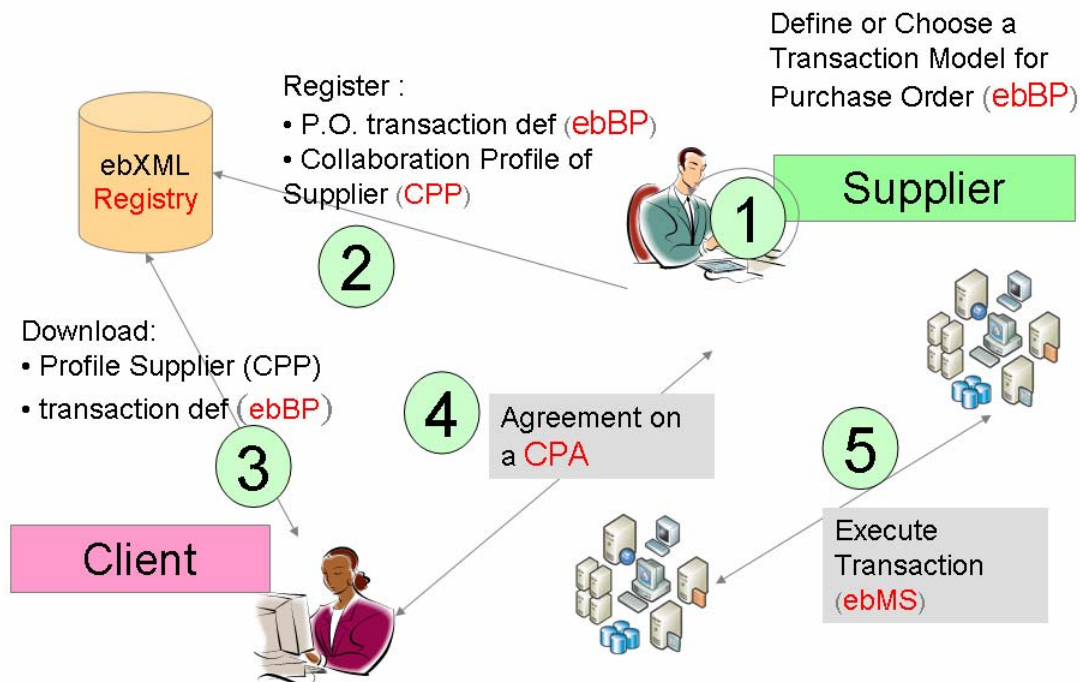 Define or Choose a
Transaction Model for
Purchase Order (ebBP)
Register :
• P.O. transaction def (ebBP)
• Collaboration Profile of
Supplier (CPP)
ebXML
Registry
1
Supplier
2
Download:
• Profile Supplier (CPP)
• transaction def (ebBP)
3
4
Agreement on
a CPA
5
Execute
Transaction
(ebMS)
Client